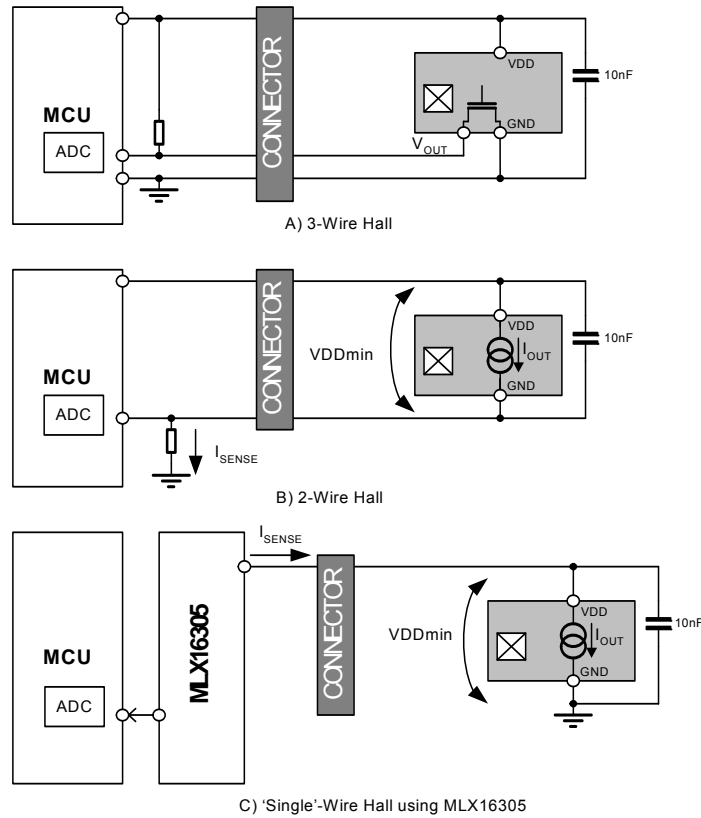 MCU
ADC
CONNECTOR
VDD
GND
VOUT
10nF
A) 3-Wire Hall
MCU
ADC
CONNECTOR
VDDmin
VDD
IOUT
GND
10nF
ISENSE
B) 2-Wire Hall
ISENSE
MCU
ADC
MLX16305
CONNECTOR
VDDmin
VDD
IOUT
GND
10nF
C) ‘Single’-Wire Hall using MLX16305